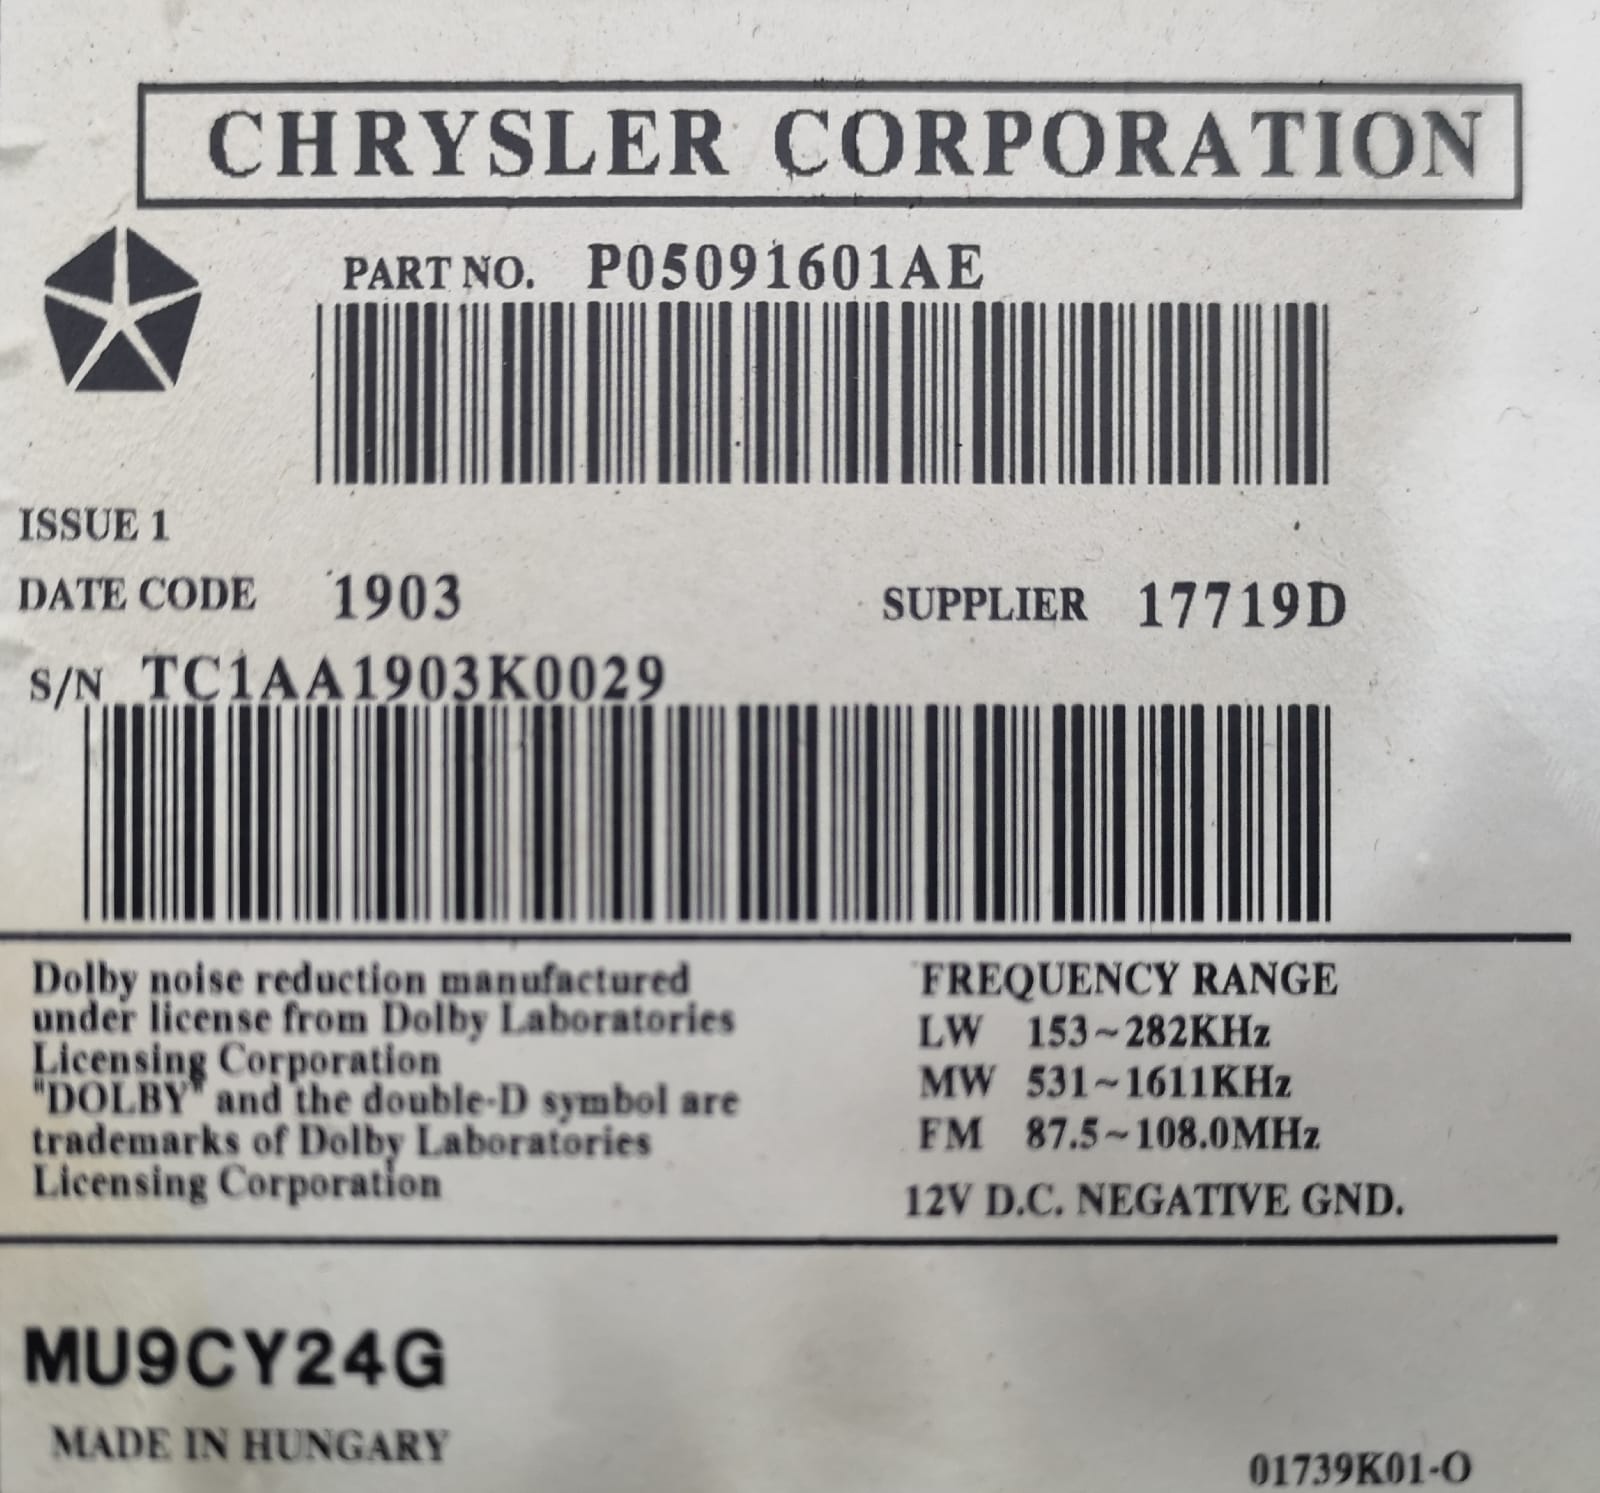 CHRYSLER CORPORATION
PART NO. P05091601AE
ISSUE 1
DATE CODE 1903 SUPPLIER 17719D
S/N TC1AA1903K0029
Dolby noise reduction manufactured
under license from Dolby Laboratories
Licensing Corporation
"DOLBY" and the double-D symbol are
trademarks of Dolby Laboratories
Licensing Corporation
FREQUENCY RANGE
LW 153~282KHz
MW 531~1611KHz
FM 87.5~108.0MHz
12V D.C. NEGATIVE GND.
MU9CY24G
MADE IN HUNGARY
01739K01-O